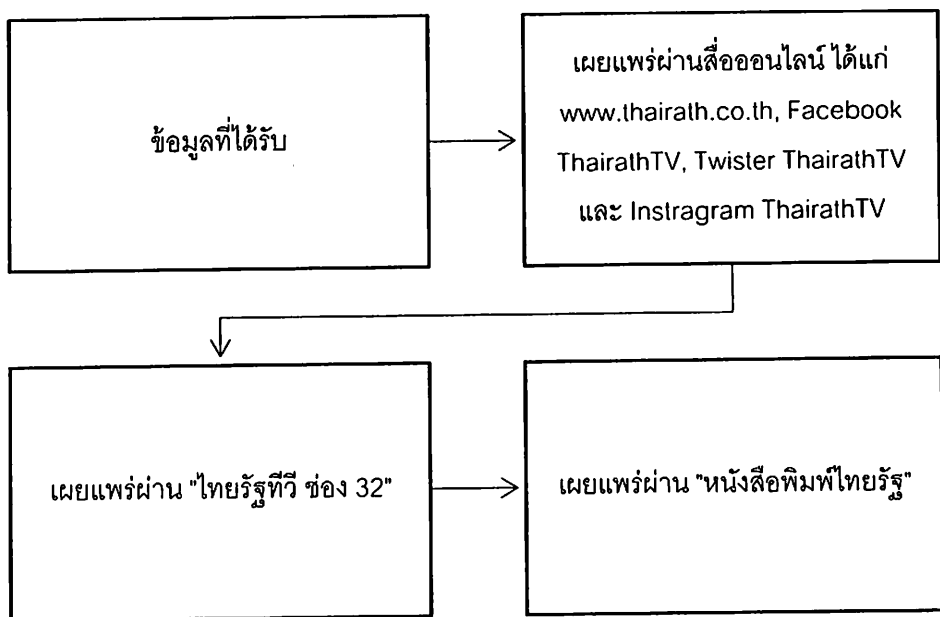 ข้อมูลที่ได้รับ
เผยแพร่ผ่านสื่อออนไลน์ ได้แก่
www.thairath.co.th, Facebook
ThairathTV, Twister ThairathTV
และ Instragram ThairathTV
เผยแพร่ผ่าน "ไทยรัฐทีวี ช่อง 32"
เผยแพร่ผ่าน "หนังสือพิมพ์ไทยรัฐ"